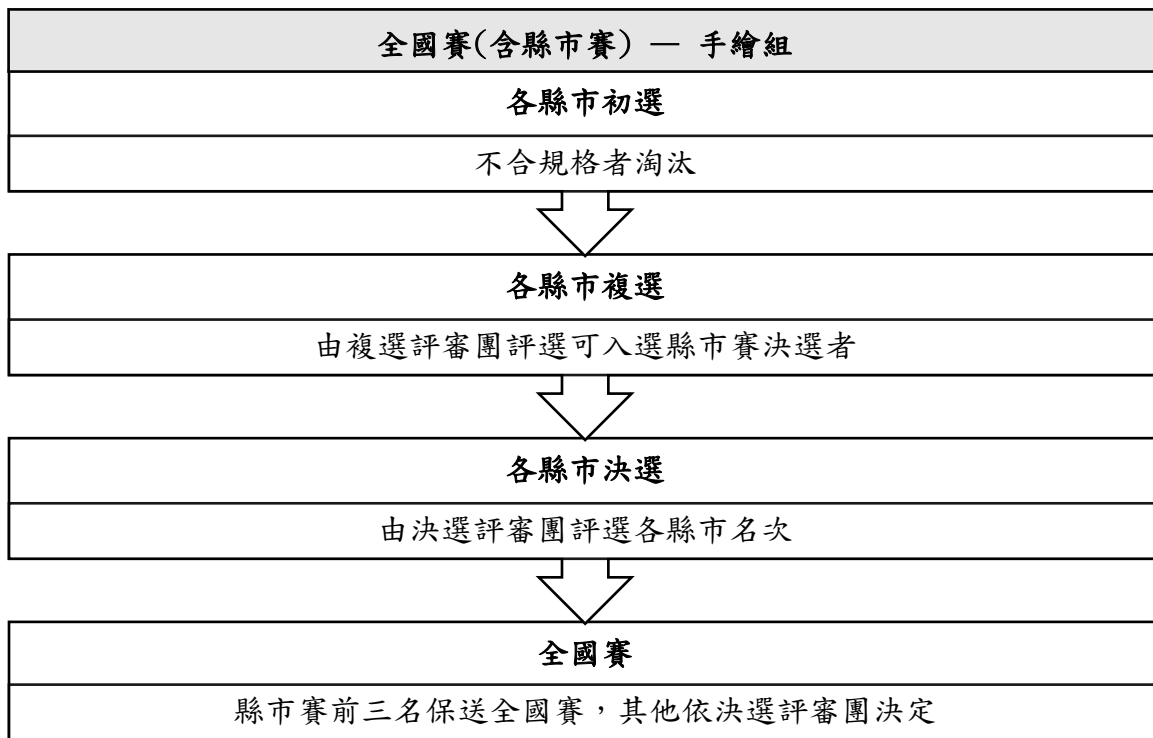 全國賽(含縣市賽) — 手繪組
各縣市初選
不合規格者淘汰
各縣市複選
由複選評審團評選可入選縣市賽決選者
各縣市決選
由決選評審團評選各縣市名次
全國賽
縣市賽前三名保送全國賽，其他依決選評審團決定